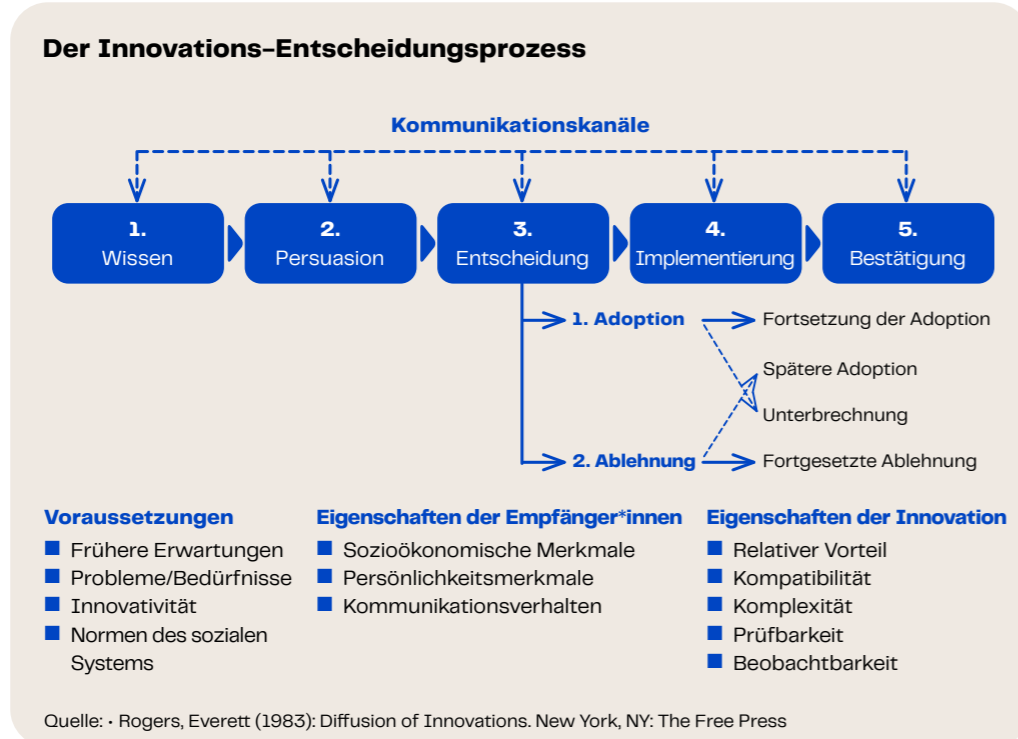 Der Innovations-Entscheidungsprozess
Kommunikationskanäle
1.
Wissen
2.
Persuasion
3.
Entscheidung
4.
Implementierung
5.
Bestätigung
1. Adoption
Fortsetzung der Adoption
Spätere Adoption
Unterbrechnung
2. Ablehnung
Fortgesetzte Ablehnung
Voraussetzungen
Frühere Erwartungen
Probleme/Bedürfnisse
Innovativität
Normen des sozialen
Systems
Eigenschaften der Empfänger*innen
Sozioökonomische Merkmale
Persönlichkeitsmerkmale
Kommunikationsverhalten
Eigenschaften der Innovation
Relativer Vorteil
Kompatibilität
Komplexität
Prüfbarkeit
Beobachtbarkeit
Quelle: • Rogers, Everett (1983): Diffusion of Innovations. New York, NY: The Free Press